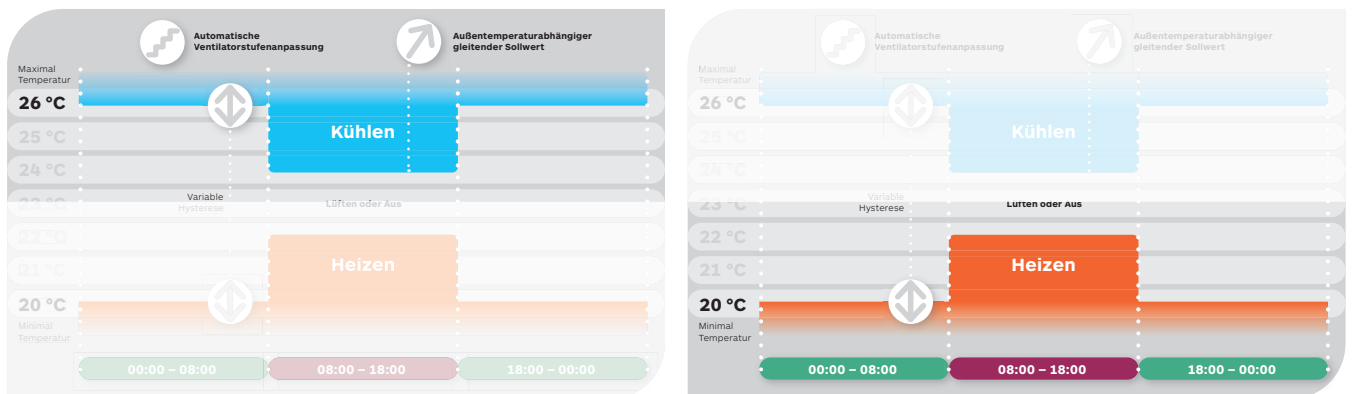 Automatische
Ventilatorstufenanpassung
Außentemperaturabhängiger
gleitender Sollwert
Maximal
Temperatur
26 °C
25 °C
Kühlen
24 °C
Variable
Hysterese
23 °C
Lüften oder Aus
22 °C
21 °C
Heizen
20 °C
Minimal
Temperatur
00:00 – 08:00
08:00 – 18:00
18:00 – 00:00
Automatische
Ventilatorstufenanpassung
Außentemperaturabhängiger
gleitender Sollwert
Maximal
Temperatur
26 °C
25 °C
Kühlen
24 °C
Variable
Hysterese
23 °C
Lüften oder Aus
22 °C
21 °C
Heizen
20 °C
Minimal
Temperatur
00:00 – 08:00
08:00 – 18:00
18:00 – 00:00